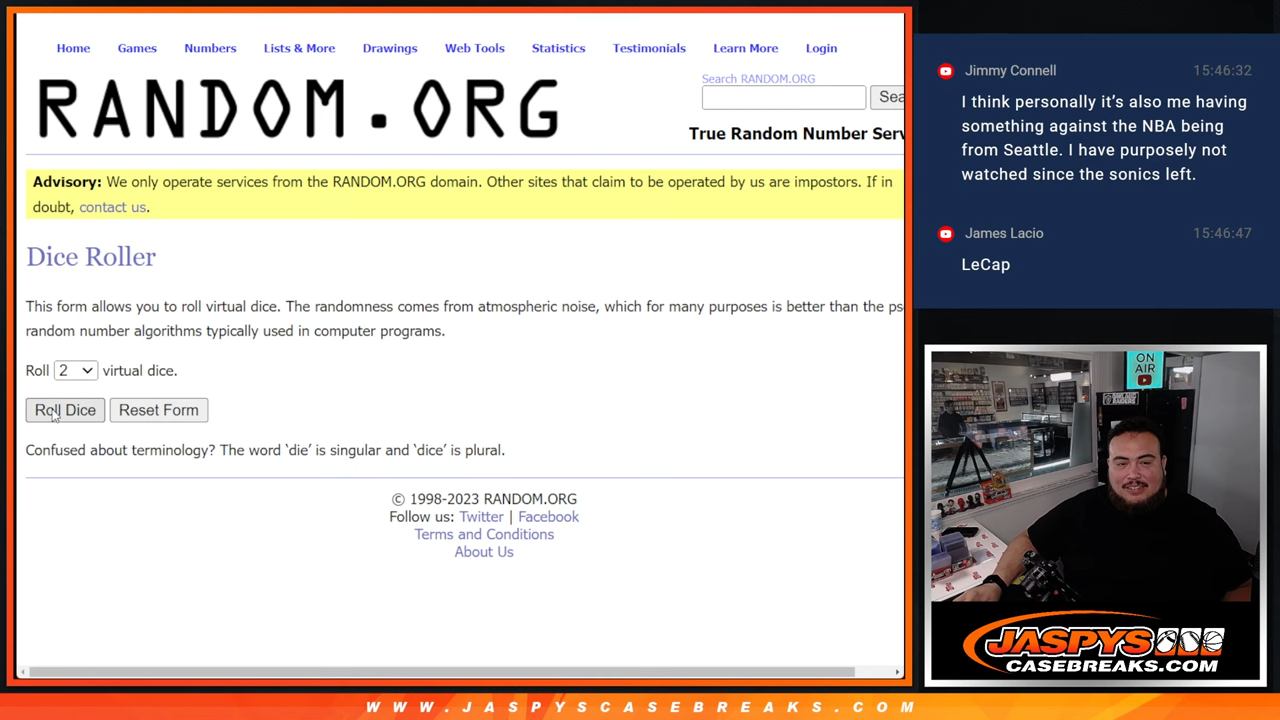 Home Games Numbers Lists & More Drawings Web Tools Statistics Testimonials Learn More Login
RANDOM.ORG
Search RANDOM.ORG
Sea
True Random Number Serv
Advisory: We only operate services from the RANDOM.ORG domain. Other sites that claim to be operated by us are impostors. If in
doubt, contact us.
Dice Roller
This form allows you to roll virtual dice. The randomness comes from atmospheric noise, which for many purposes is better than the ps
random number algorithms typically used in computer programs.
Roll 2 virtual dice.
Roll Dice Reset Form
Confused about terminology? The word ‘die’ is singular and ‘dice’ is plural.
© 1998-2023 RANDOM.ORG
Follow us: Twitter | Facebook
Terms and Conditions
About Us
Jimmy Connell 15:46:32
I think personally it’s also me having
something against the NBA being
from Seattle. I have purposely not
watched since the sonics left.
James Lacio 15:46:47
LeCap
ON
AIR
JASPYS
CASEBREAKS.COM
WWW.JASPYSCASEBREAKS.COM